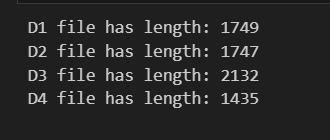 D1 file has length: 1749
D2 file has length: 1747
D3 file has length: 2132
D4 file has length: 1435